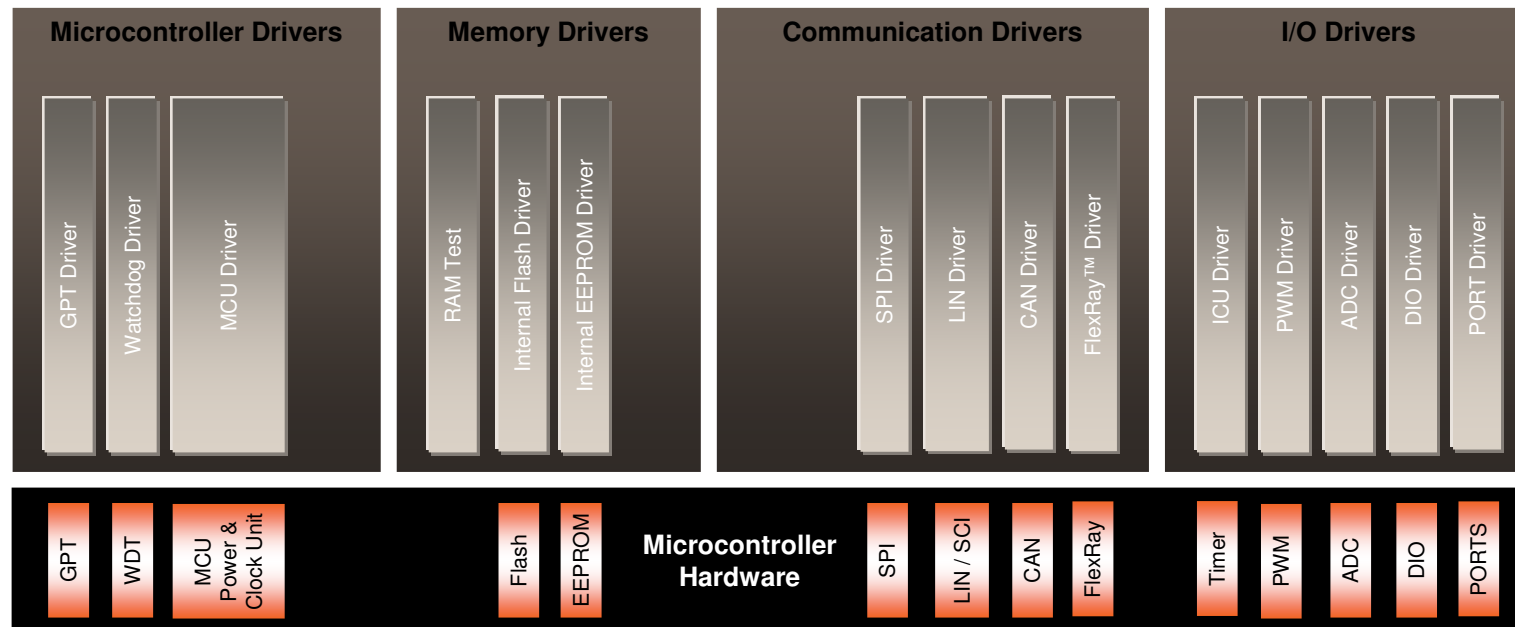 Microcontroller Drivers
Memory Drivers
Communication Drivers
I/O Drivers
GPT Driver
Watchdog Driver
MCU Driver
RAM Test
Internal Flash Driver
Internal EEPROM Driver
SPI Driver
LIN Driver
CAN Driver
FlexRay™ Driver
ICU Driver
PWM Driver
ADC Driver
DIO Driver
PORT Driver
GPT
WDT
MCU
Power &
Clock Unit
Flash
EEPROM
Microcontroller
Hardware
SPI
LIN / SCI
CAN
FlexRay
Timer
PWM
ADC
DIO
PORTS